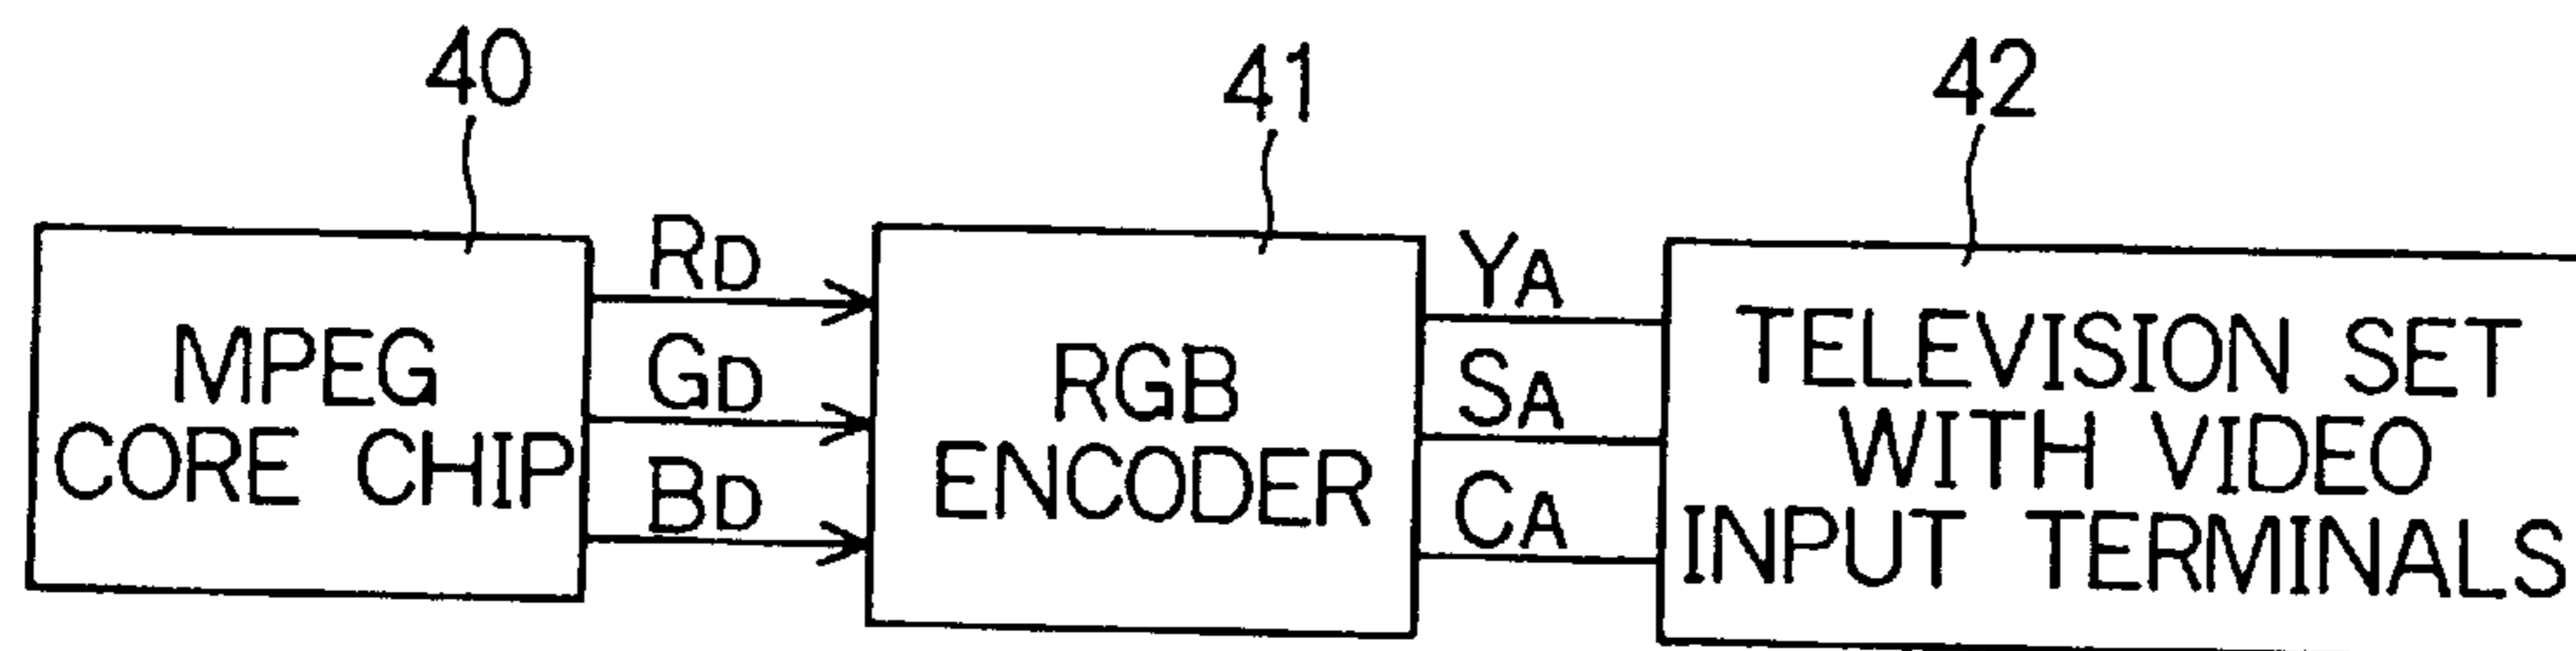 40
41
42
MPEG
CORE CHIP
RD
GD
BD
RGB
ENCODER
YA
SA
CA
TELEVISION SET
WITH VIDEO
INPUT TERMINALS